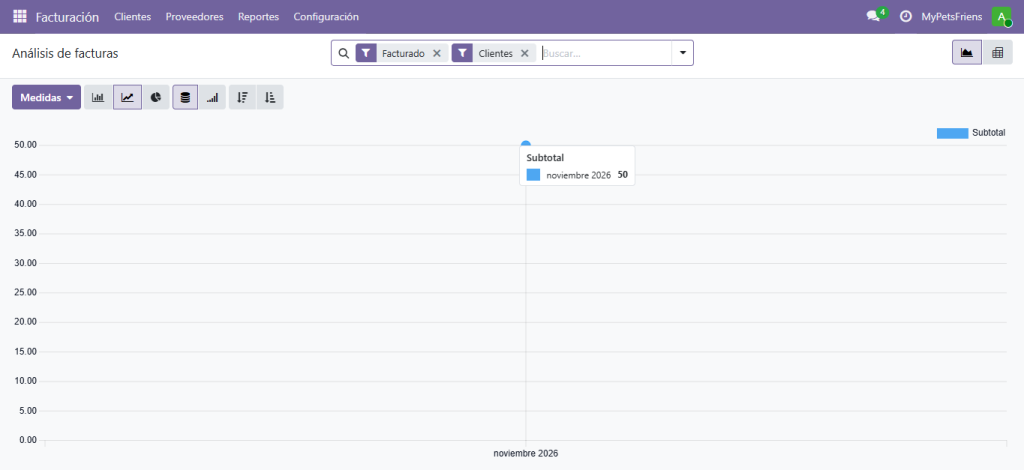 Facturación Clientes Proveedores Reportes Configuración 4 MyPetsFriens A
Análisis de facturas Facturado Clientes Buscar...
Medidas
Subtotal
50.00
Subtotal
noviembre 2026 50
45.00
40.00
35.00
30.00
25.00
20.00
15.00
10.00
5.00
0.00
noviembre 2026